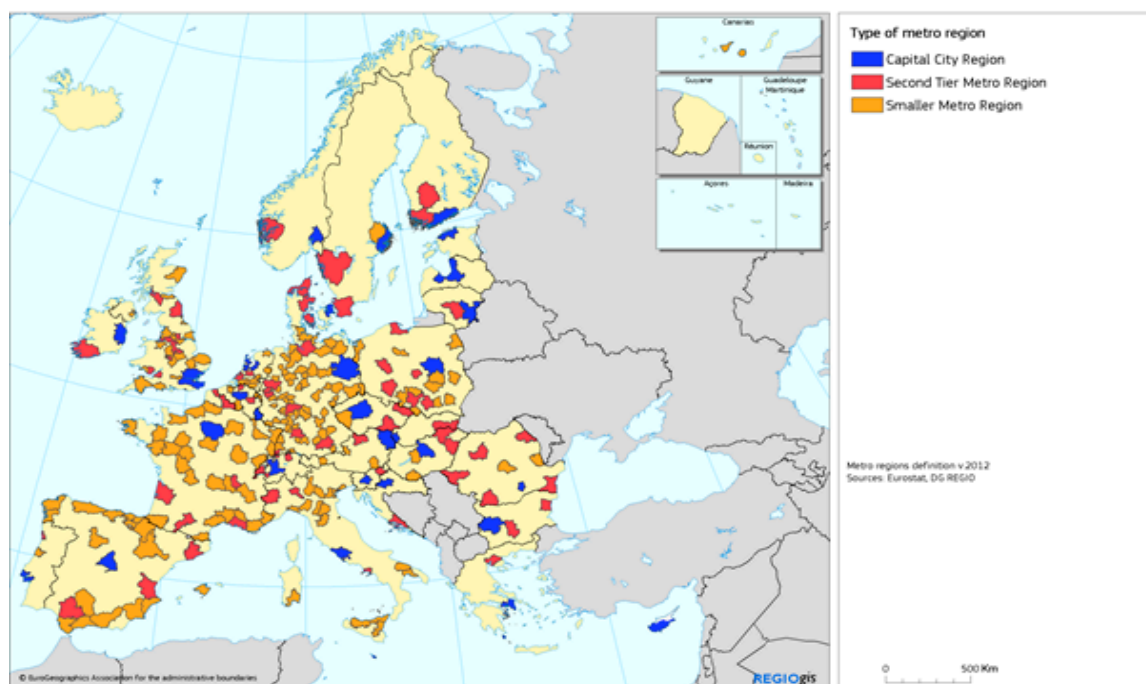 Canarias
Guyane
Guadeloupe
Martinique
Réunion
Açores
Madeira
Type of metro region
Capital City Region
Second Tier Metro Region
Smaller Metro Region
Metro regions definition v.2012
Sources: Eurostat, DG REGIO
© EuroGeographics Association for the administrative boundaries
REGIOgis
0 500 Km